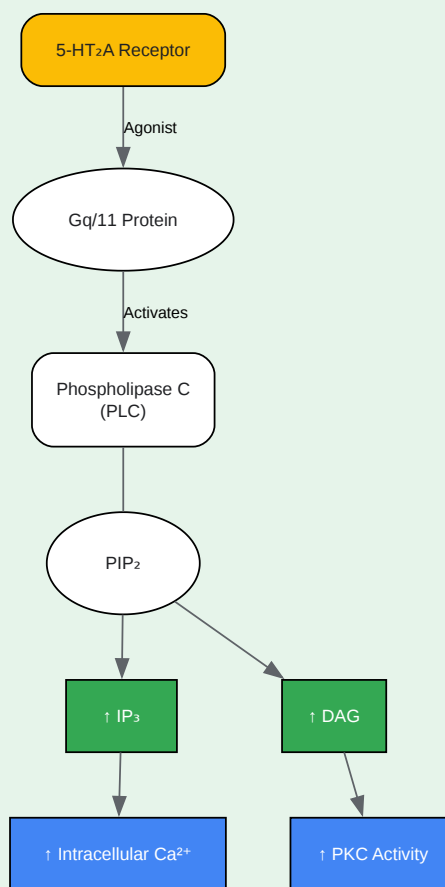 5-HT₂A Receptor
Agonist
Gq/11 Protein
Activates
Phospholipase C
(PLC)
PIP₂
↑ IP₃
↑ DAG
↑ Intracellular Ca²⁺
↑ PKC Activity